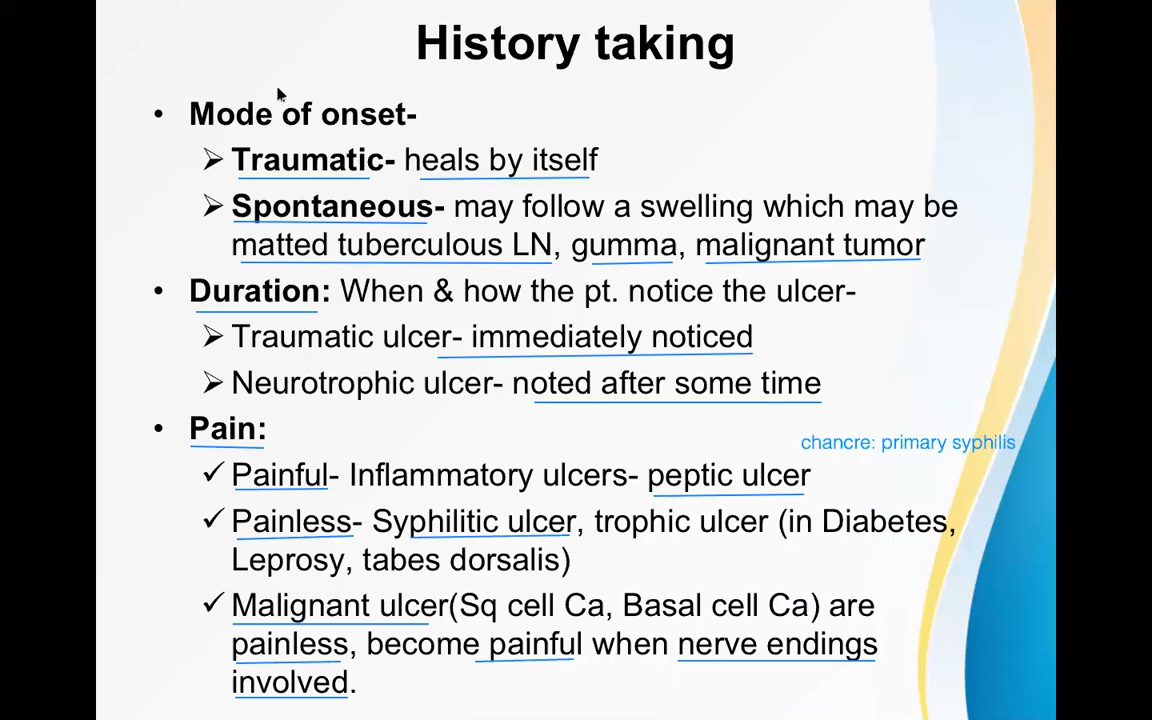 History taking
• Mode of onset-
➢ Traumatic- heals by itself
➢ Spontaneous- may follow a swelling which may be
matted tuberculous LN, gumma, malignant tumor
• Duration: When & how the pt. notice the ulcer-
➢ Traumatic ulcer- immediately noticed
➢ Neurotrophic ulcer- noted after some time
• Pain:
chancre: primary syphilis
✓ Painful- Inflammatory ulcers- peptic ulcer
✓ Painless- Syphilitic ulcer, trophic ulcer (in Diabetes,
Leprosy, tabes dorsalis)
✓ Malignant ulcer(Sq cell Ca, Basal cell Ca) are
painless, become painful when nerve endings
involved.